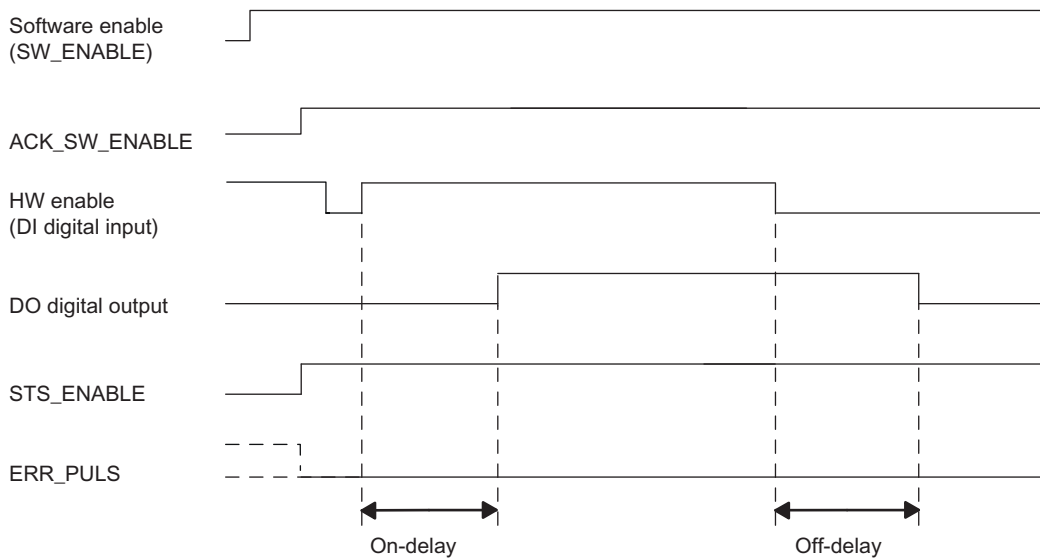 Software enable
(SW_ENABLE)
ACK_SW_ENABLE
HW enable
(DI digital input)
DO digital output
STS_ENABLE
ERR_PULS
On-delay
Off-delay